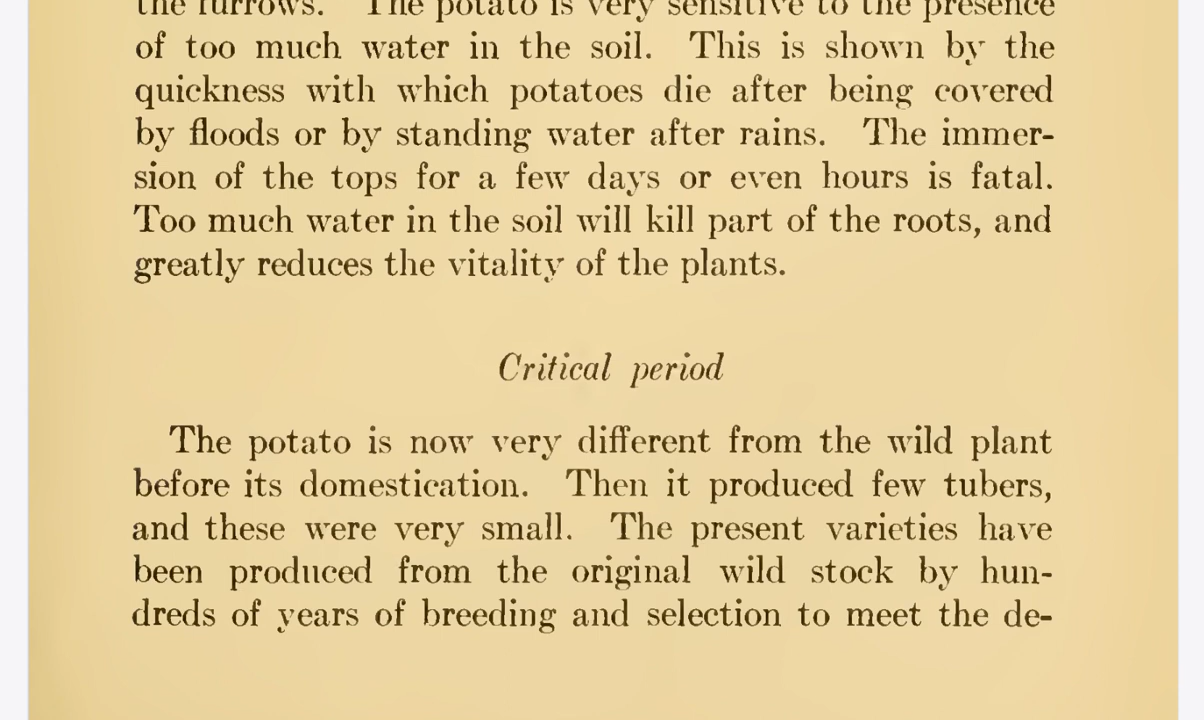 the furrows. The potato is very sensitive to the presence
of too much water in the soil. This is shown by the
quickness with which potatoes die after being covered
by floods or by standing water after rains. The immer-
sion of the tops for a few days or even hours is fatal.
Too much water in the soil will kill part of the roots, and
greatly reduces the vitality of the plants.
Critical period
The potato is now very different from the wild plant
before its domestication. Then it produced few tubers,
and these were very small. The present varieties have
been produced from the original wild stock by hun-
dreds of years of breeding and selection to meet the de-